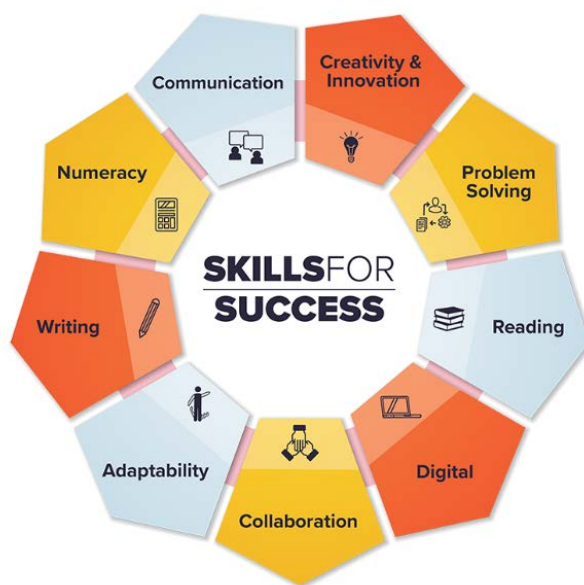 Communication
Creativity &
Innovation
Numeracy
Problem
Solving
SKILLSFOR
SUCCESS
Writing
Reading
Adaptability
Digital
Collaboration